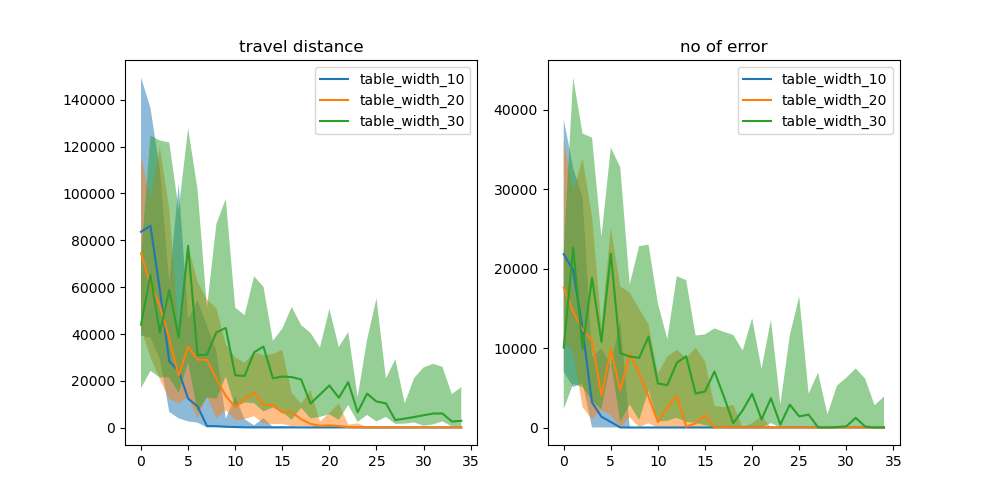 travel distance
table_width_10
table_width_20
table_width_30
140000
120000
100000
80000
60000
40000
20000
0
0 5 10 15 20 25 30 35
no of error
table_width_10
table_width_20
table_width_30
40000
30000
20000
10000
0
0 5 10 15 20 25 30 35